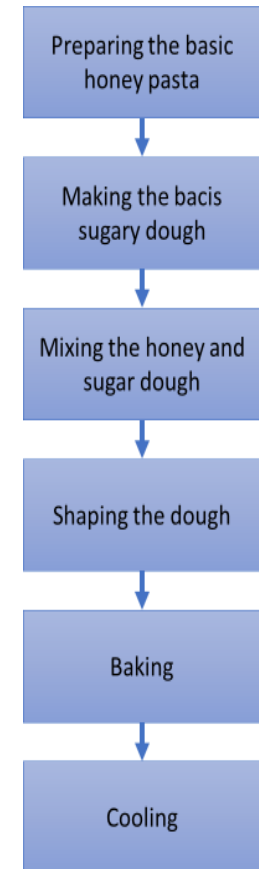 Preparing the basic
honey pasta
Making the bacis
sugary dough
Mixing the honey and
sugar dough
Shaping the dough
Baking
Cooling